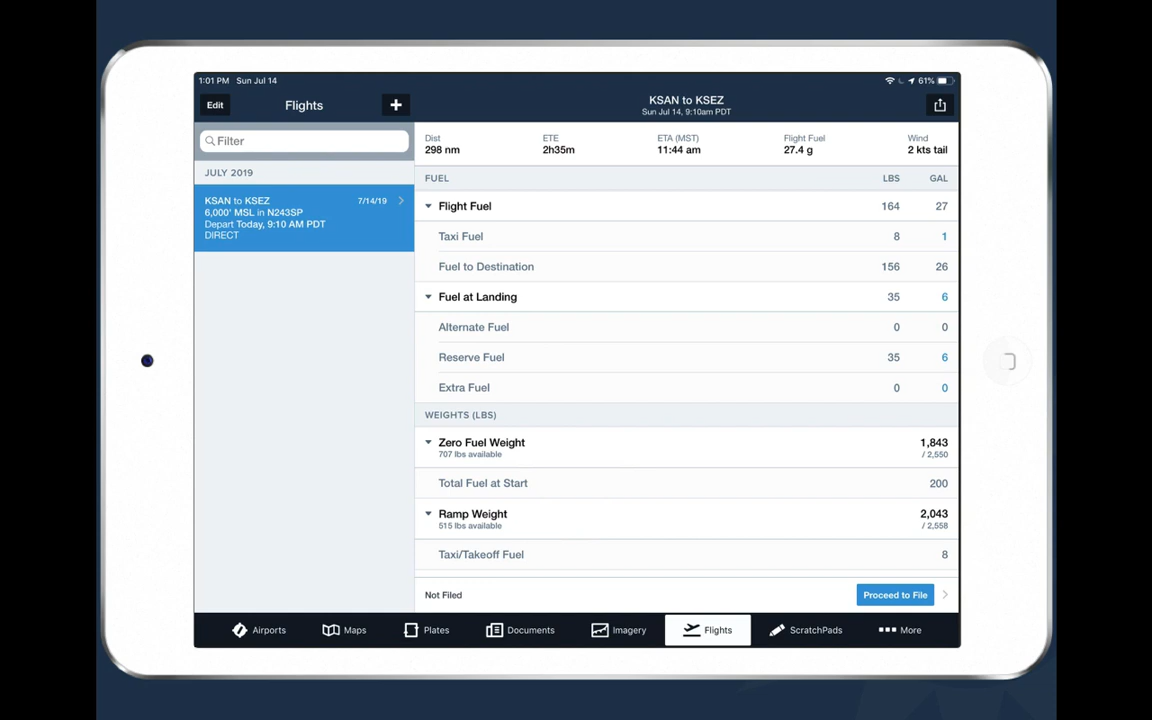 1:01 PM Sun Jul 14
61%
Edit
Flights
+
KSAN to KSEZ
Sun Jul 14, 9:10am PDT
Filter
JULY 2019
KSAN to KSEZ 7/14/19
6,000' MSL in N243SP
Depart Today, 9:10 AM PDT
DIRECT
Dist ETE ETA (MST) Flight Fuel Wind
298 nm 2h35m 11:44 am 27.4 g 2 kts tail
FUEL LBS GAL
Flight Fuel 164 27
Taxi Fuel 8 1
Fuel to Destination 156 26
Fuel at Landing 35 6
Alternate Fuel 0 0
Reserve Fuel 35 6
Extra Fuel 0 0
WEIGHTS (LBS)
Zero Fuel Weight 1,843
707 lbs available / 2,550
Total Fuel at Start 200
Ramp Weight 2,043
515 lbs available / 2,558
Taxi/Takeoff Fuel 8
Not Filed Proceed to File
Airports Maps Plates Documents Imagery Flights ScratchPads More